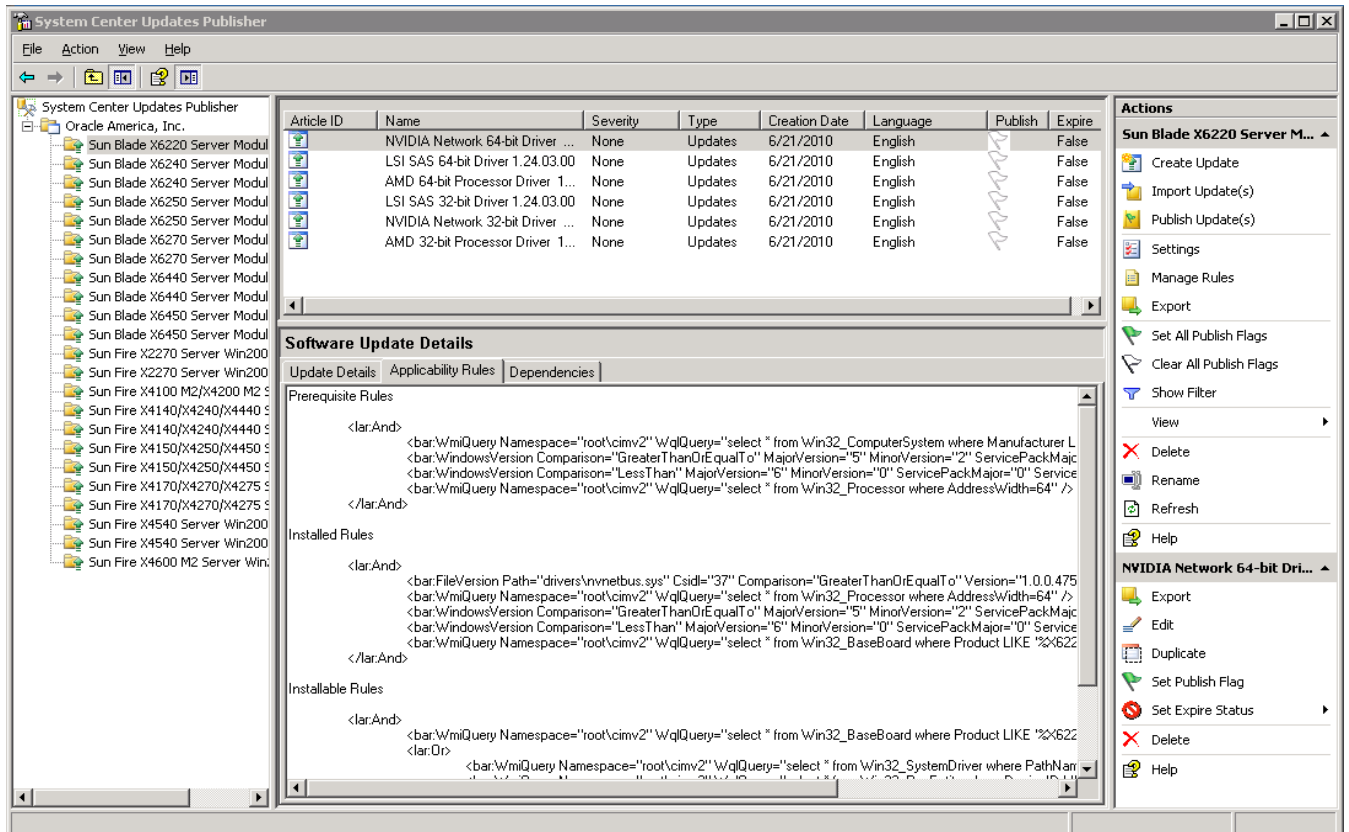 System Center Updates Publisher
File Action View Help
System Center Updates Publisher
Oracle America, Inc.
Sun Blade X6220 Server Modul
Sun Blade X6240 Server Modul
Sun Blade X6240 Server Modul
Sun Blade X6250 Server Modul
Sun Blade X6250 Server Modul
Sun Blade X6270 Server Modul
Sun Blade X6270 Server Modul
Sun Blade X6440 Server Modul
Sun Blade X6440 Server Modul
Sun Blade X6450 Server Modul
Sun Blade X6450 Server Modul
Sun Fire X2270 Server Win200
Sun Fire X2270 Server Win200
Sun Fire X4100 M2/X4200 M2 S
Sun Fire X4140/X4240/X4440 S
Sun Fire X4140/X4240/X4440 S
Sun Fire X4150/X4250/X4450 S
Sun Fire X4150/X4250/X4450 S
Sun Fire X4170/X4270/X4275 S
Sun Fire X4170/X4270/X4275 S
Sun Fire X4540 Server Win200
Sun Fire X4540 Server Win200
Sun Fire X4600 M2 Server Win
Article ID Name Severity Type Creation Date Language Publish Expire
NVIDIA Network 64-bit Driver ... None Updates 6/21/2010 English False
LSI SAS 64-bit Driver 1.24.03.00 None Updates 6/21/2010 English False
AMD 64-bit Processor Driver 1... None Updates 6/21/2010 English False
LSI SAS 32-bit Driver 1.24.03.00 None Updates 6/21/2010 English False
NVIDIA Network 32-bit Driver ... None Updates 6/21/2010 English False
AMD 32-bit Processor Driver 1... None Updates 6/21/2010 English False
Software Update Details
Update Details Applicability Rules Dependencies
Prerequisite Rules
<lar:And>
<bar:WmiQuery Namespace="root\cimv2" WqlQuery="select * from Win32_ComputerSystem where Manufacturer L
<bar:WindowsVersion Comparison="GreaterThanOrEqualTo" MajorVersion="5" MinorVersion="2" ServicePackMajc
<bar:WindowsVersion Comparison="LessThan" MajorVersion="6" MinorVersion="0" ServicePackMajor="0" Service
<bar:WmiQuery Namespace="root\cimv2" WqlQuery="select * from Win32_Processor where AddressWidth=64" />
</lar:And>
Installed Rules
<lar:And>
<bar:FileVersion Path="drivers\nvnetbus.sys" Csidl="37" Comparison="GreaterThanOrEqualTo" Version="1.0.0.475
<bar:WmiQuery Namespace="root\cimv2" WqlQuery="select * from Win32_Processor where AddressWidth=64" />
<bar:WindowsVersion Comparison="GreaterThanOrEqualTo" MajorVersion="5" MinorVersion="2" ServicePackMajc
<bar:WindowsVersion Comparison="LessThan" MajorVersion="6" MinorVersion="0" ServicePackMajor="0" Service
<bar:WmiQuery Namespace="root\cimv2" WqlQuery="select * from Win32_BaseBoard where Product LIKE '%X622
</lar:And>
Installable Rules
<lar:And>
<bar:WmiQuery Namespace="root\cimv2" WqlQuery="select * from Win32_BaseBoard where Product LIKE '%X622
<lar:Or>
<bar:WmiQuery Namespace="root\cimv2" WqlQuery="select * from Win32_SystemDriver where PathNam
Actions
Sun Blade X6220 Server M...
Create Update
Import Update(s)
Publish Update(s)
Settings
Manage Rules
Export
Set All Publish Flags
Clear All Publish Flags
Show Filter
View
Delete
Rename
Refresh
Help
NVIDIA Network 64-bit Dri...
Export
Edit
Duplicate
Set Publish Flag
Set Expire Status
Delete
Help